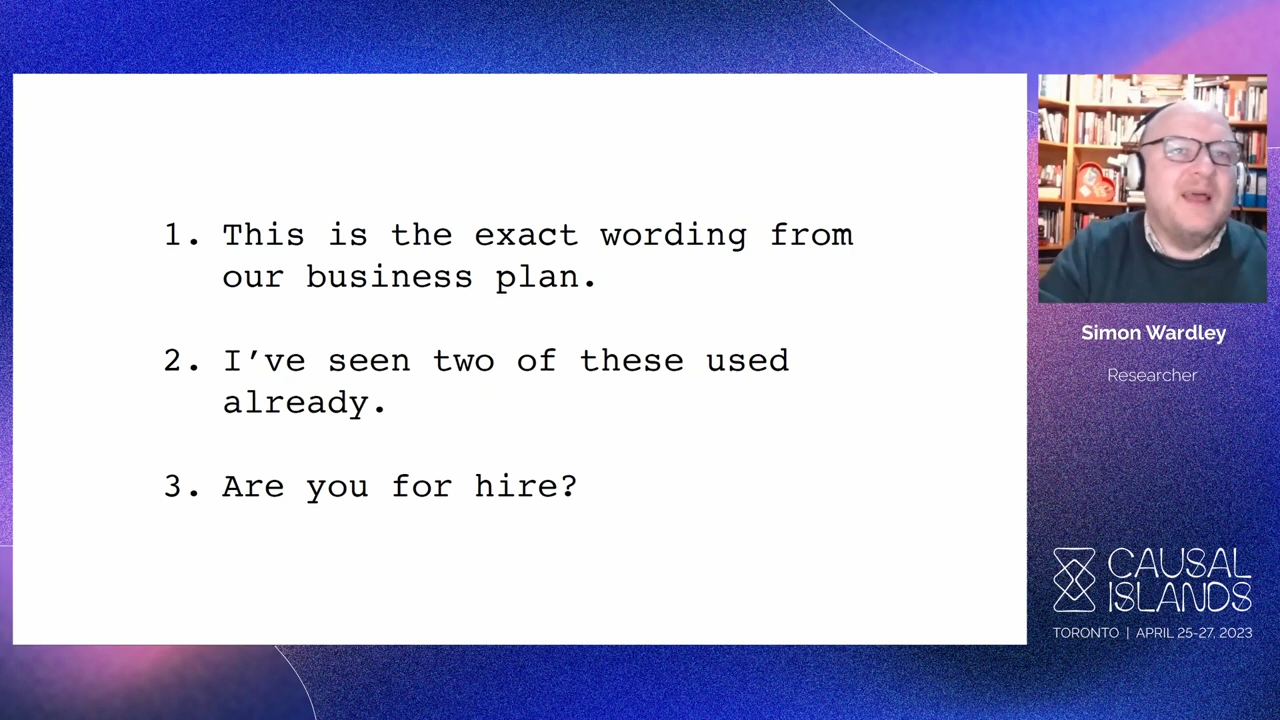 1. This is the exact wording from
our business plan.
2. I’ve seen two of these used
already.
3. Are you for hire?
Simon Wardley
Researcher
CAUSAL
ISLANDS
TORONTO | APRIL 25-27, 2023